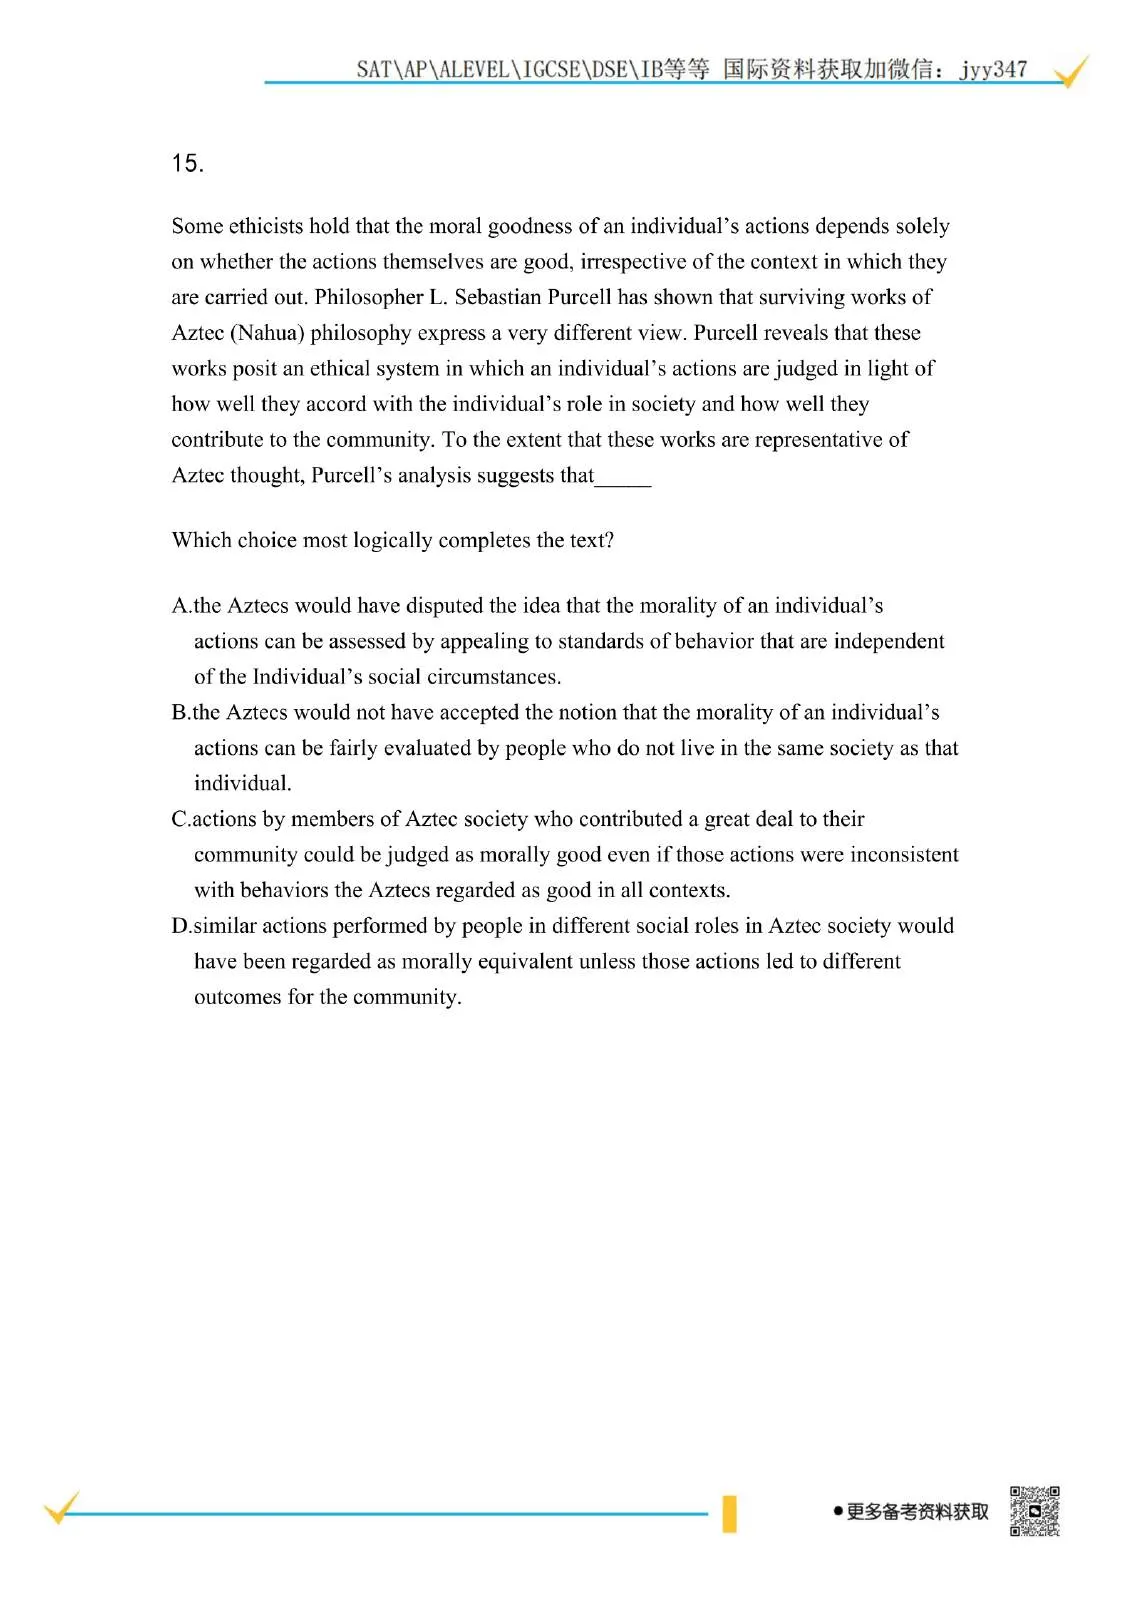 SAT\AP\ALEVEL\IGCSE\DSE\IB等等 国际资料获取加微信：jyy347
15.
Some ethicists hold that the moral goodness of an individual’s actions depends solely
on whether the actions themselves are good, irrespective of the context in which they
are carried out. Philosopher L. Sebastian Purcell has shown that surviving works of
Aztec (Nahua) philosophy express a very different view. Purcell reveals that these
works posit an ethical system in which an individual’s actions are judged in light of
how well they accord with the individual’s role in society and how well they
contribute to the community. To the extent that these works are representative of
Aztec thought, Purcell’s analysis suggests that_____
Which choice most logically completes the text?
A.the Aztecs would have disputed the idea that the morality of an individual’s
actions can be assessed by appealing to standards of behavior that are independent
of the Individual’s social circumstances.
B.the Aztecs would not have accepted the notion that the morality of an individual’s
actions can be fairly evaluated by people who do not live in the same society as that
individual.
C.actions by members of Aztec society who contributed a great deal to their
community could be judged as morally good even if those actions were inconsistent
with behaviors the Aztecs regarded as good in all contexts.
D.similar actions performed by people in different social roles in Aztec society would
have been regarded as morally equivalent unless those actions led to different
outcomes for the community.
●更多备考资料获取